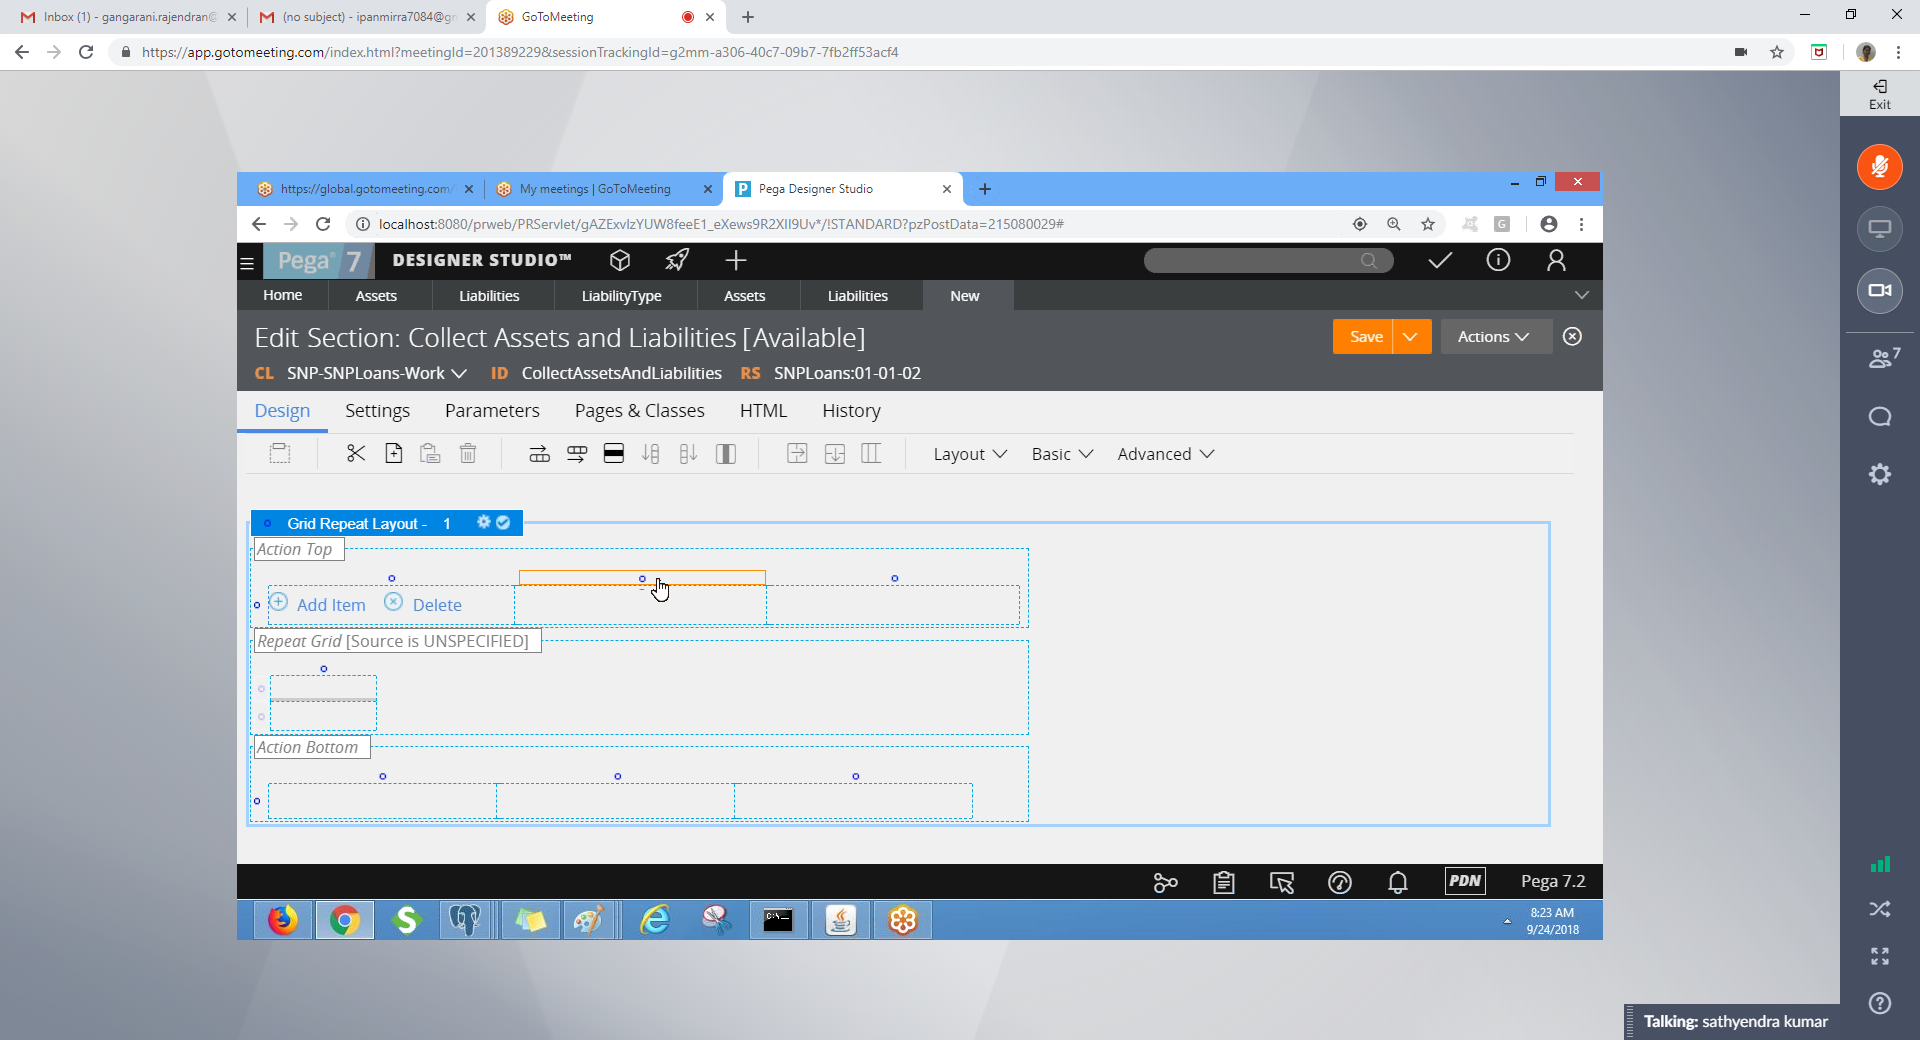 Inbox (1) - gangarani.rajendran@
(no subject) - ipanmirra7084@gm
GoToMeeting
https://app.gotomeeting.com/index.html?meetingId=201389229&sessionTrackingId=g2mm-a306-40c7-09b7-7fb2ff53acf4
Exit
https://global.gotomeeting.com/
My meetings | GoToMeeting
Pega Designer Studio
localhost:8080/prweb/PRServlet/gAZExvlzYUW8feeE1_eXews9R2XII9Uv*/!STANDARD?pzPostData=215080029#
G
Pega 7
DESIGNER STUDIO™
Home
Assets
Liabilities
LiabilityType
Assets
Liabilities
New
Edit Section: Collect Assets and Liabilities [Available]
Save
Actions
CL SNP-SNPLoans-Work
ID CollectAssetsAndLiabilities
RS SNPLoans:01-01-02
7
Design
Settings
Parameters
Pages & Classes
HTML
History
Layout
Basic
Advanced
Grid Repeat Layout - 1
Action Top
Add Item
Delete
Repeat Grid [Source is UNSPECIFIED]
Action Bottom
PDN
Pega 7.2
8:23 AM
9/24/2018
Talking: sathyendra kumar